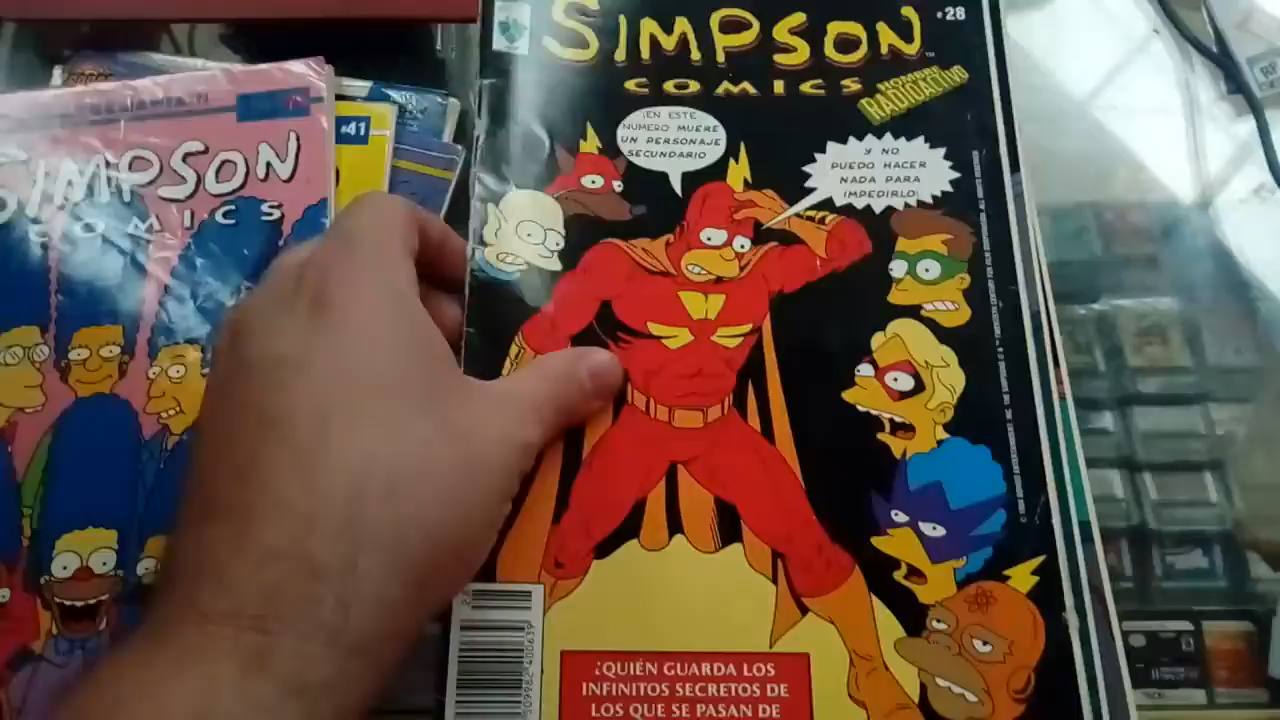 SIMPSON
COMICS
#41
SIMPSON
COMICS
#28
HOMBRE
RADIOACTIVO
¡EN ESTE
NÚMERO MUERE
UN PERSONAJE
SECUNDARIO
Y NO
PUEDO HACER
NADA PARA
IMPEDIRLO!
¿QUIÉN GUARDA LOS
INFINITOS SECRETOS DE
LOS QUE SE PASAN DE